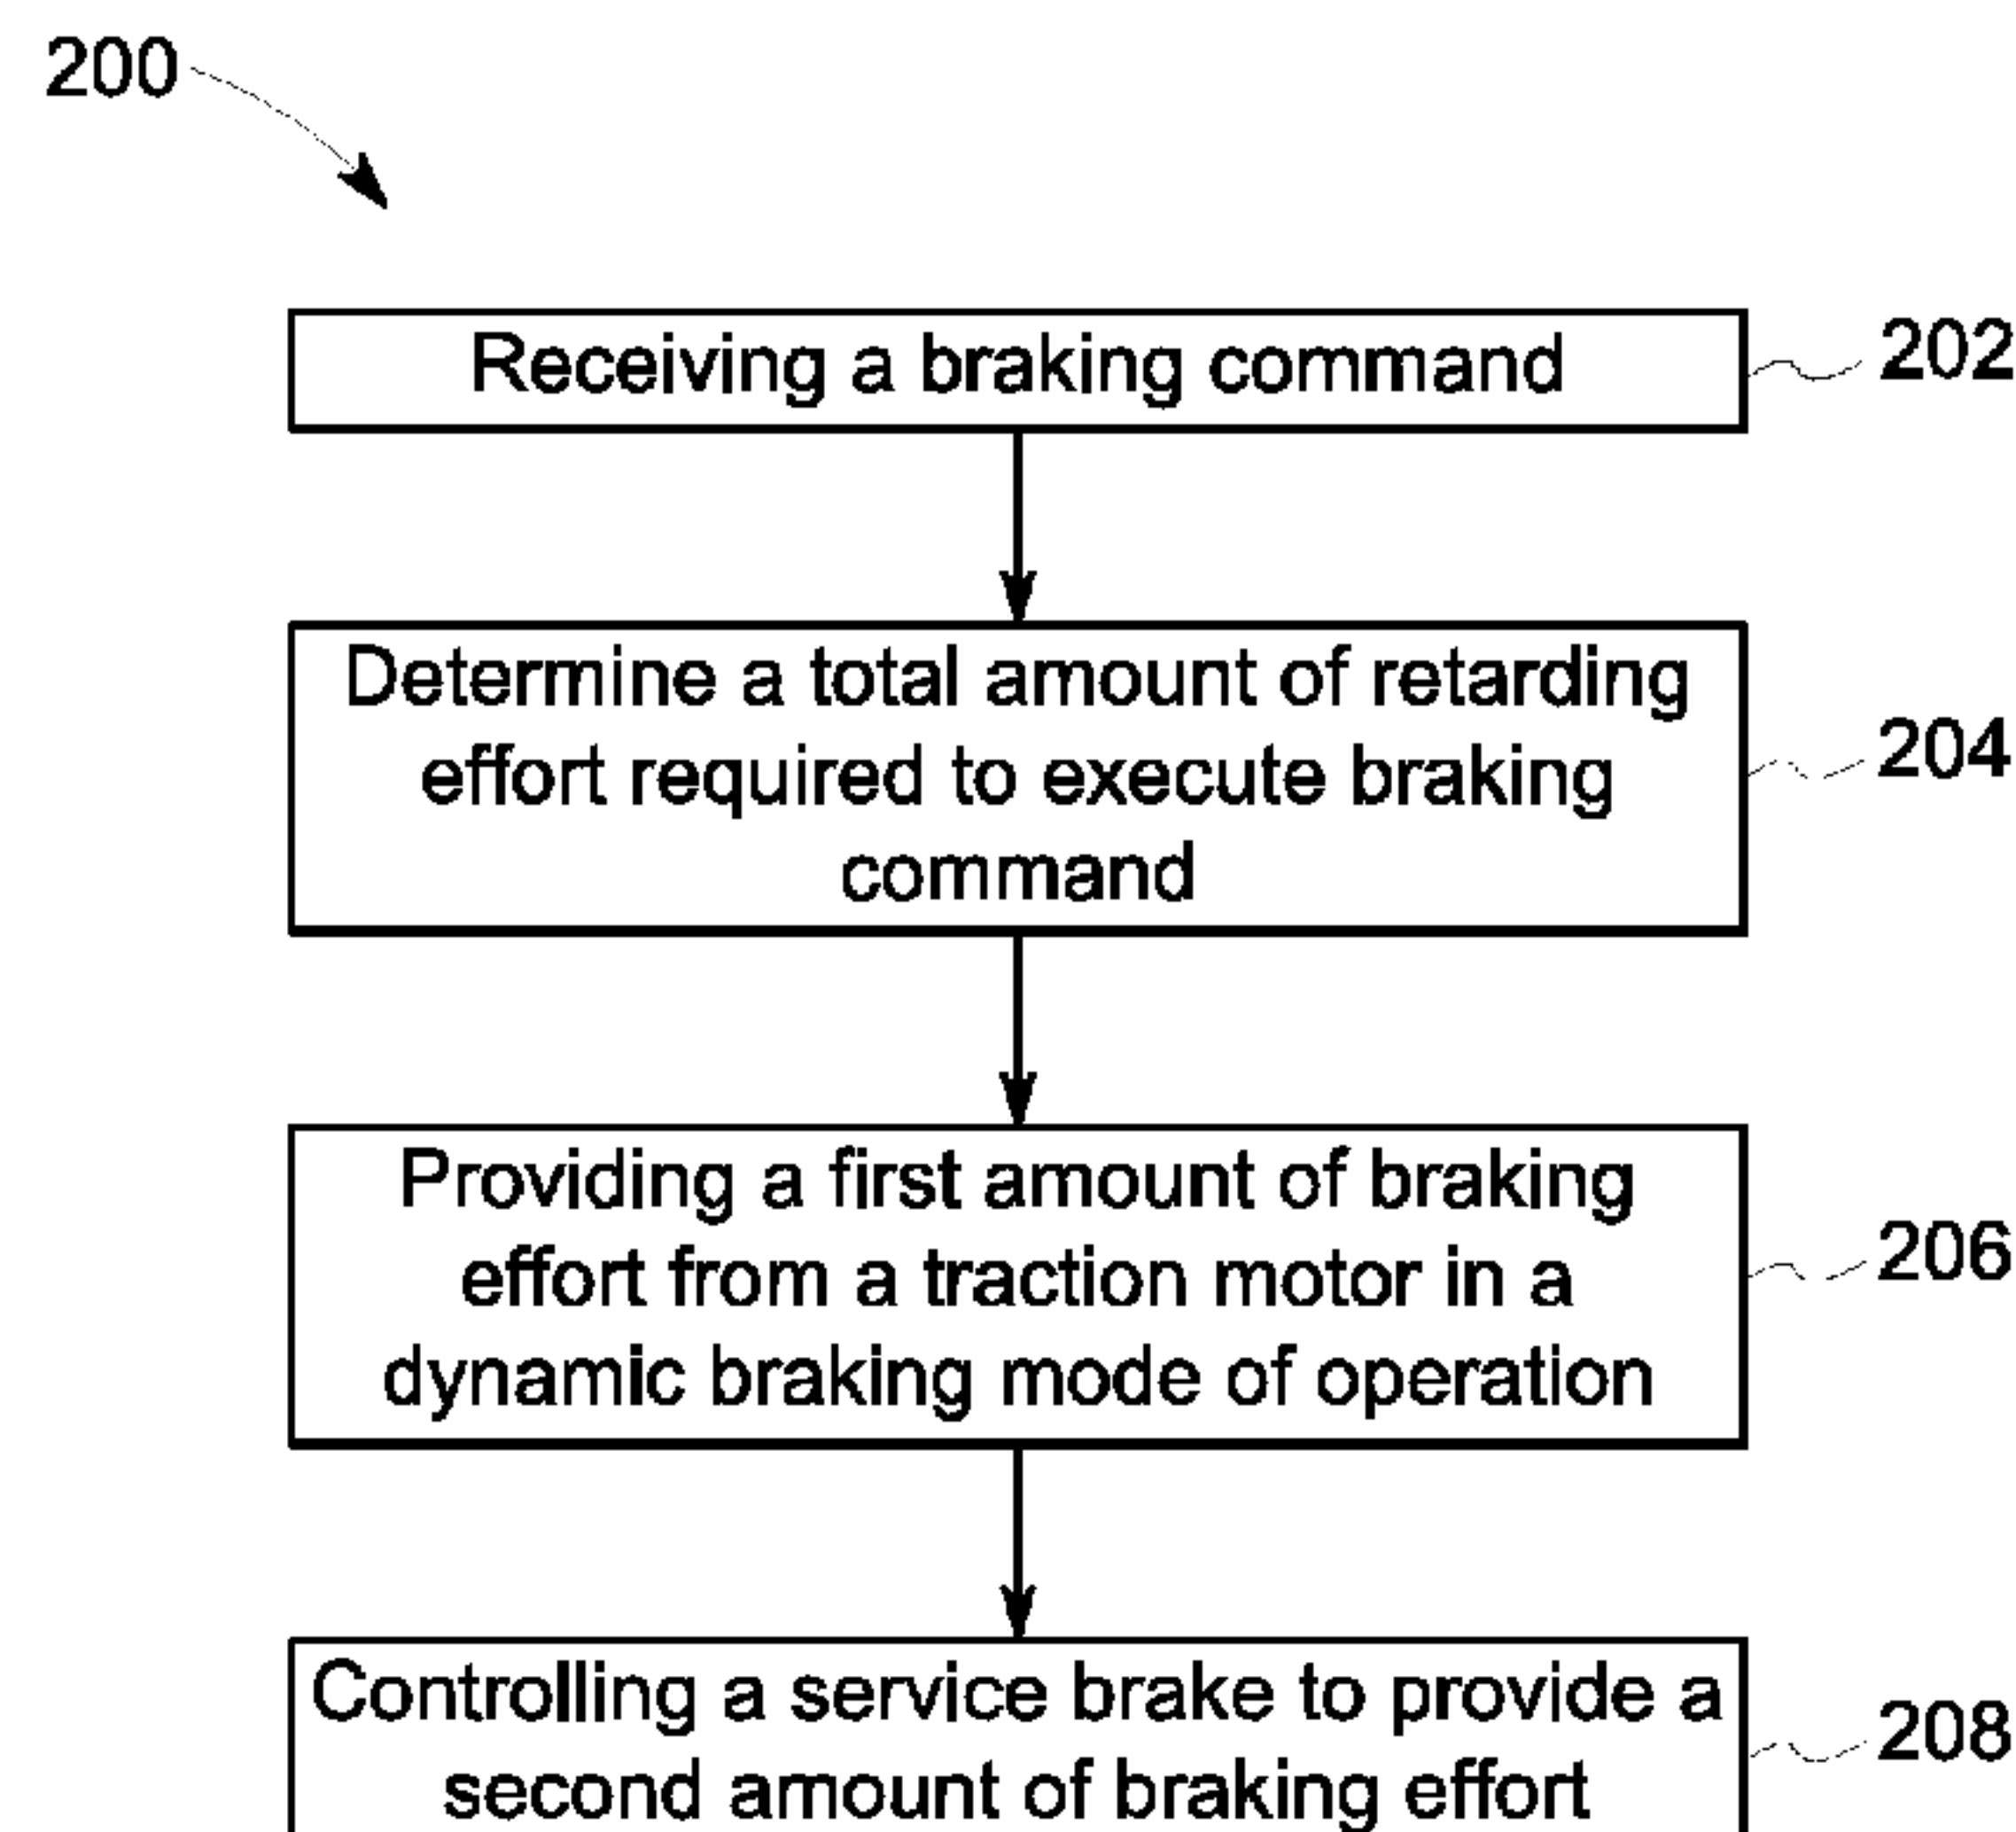 200
Receiving a braking command
202
Determine a total amount of retarding
effort required to execute braking
command
204
Providing a first amount of braking
effort from a traction motor in a
dynamic braking mode of operation
206
Controlling a service brake to provide a
second amount of braking effort
208